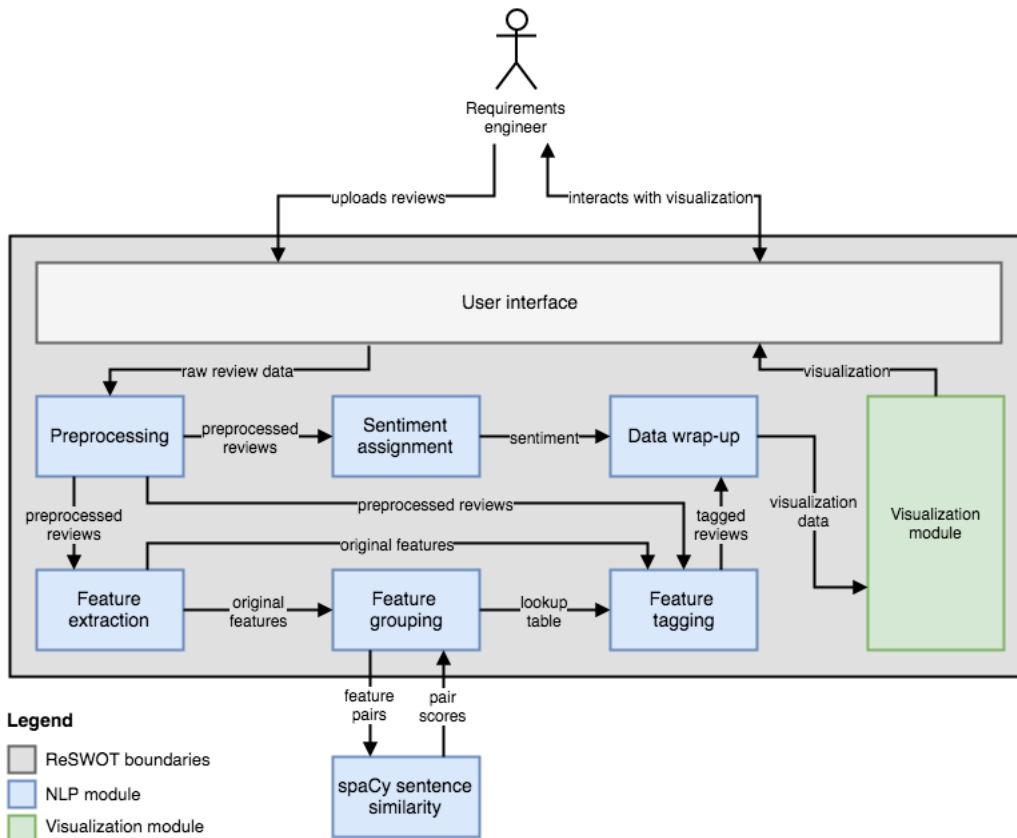 Requirements
engineer
uploads reviews
interacts with visualization
User interface
raw review data
visualization
Preprocessing
preprocessed
reviews
Sentiment
assignment
sentiment
Data wrap-up
visualization
data
Visualization
module
preprocessed
reviews
preprocessed reviews
tagged
reviews
original features
Feature
extraction
original
features
Feature
grouping
lookup
table
Feature
tagging
feature
pairs
pair
scores
spaCy sentence
similarity
Legend
ReSWOT boundaries
NLP module
Visualization module